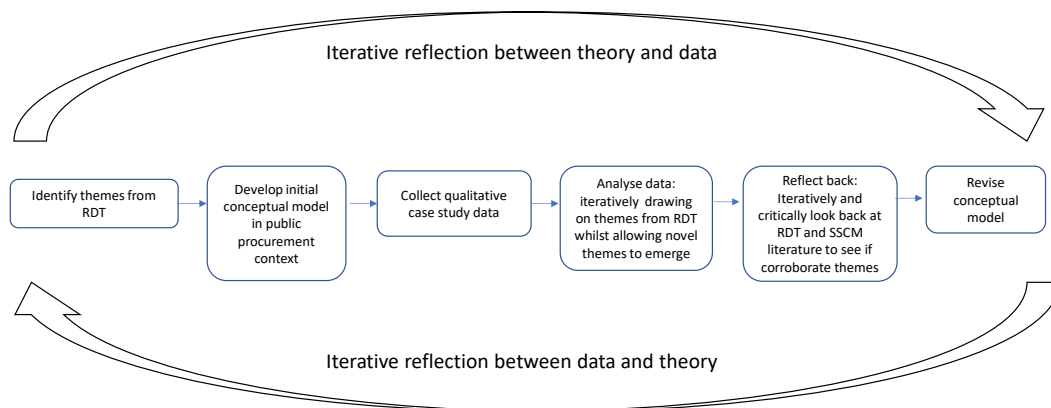 Iterative reflection between theory and data
Identify themes from
RDT
Develop initial
conceptual model
in public
procurement
context
Collect qualitative
case study data
Analyse data:
iteratively drawing
on themes from RDT
whilst allowing novel
themes to emerge
Reflect back:
Iteratively and
critically look back at
RDT and SSCM
literature to see if
corroborate themes
Revise
conceptual
model
Iterative reflection between data and theory